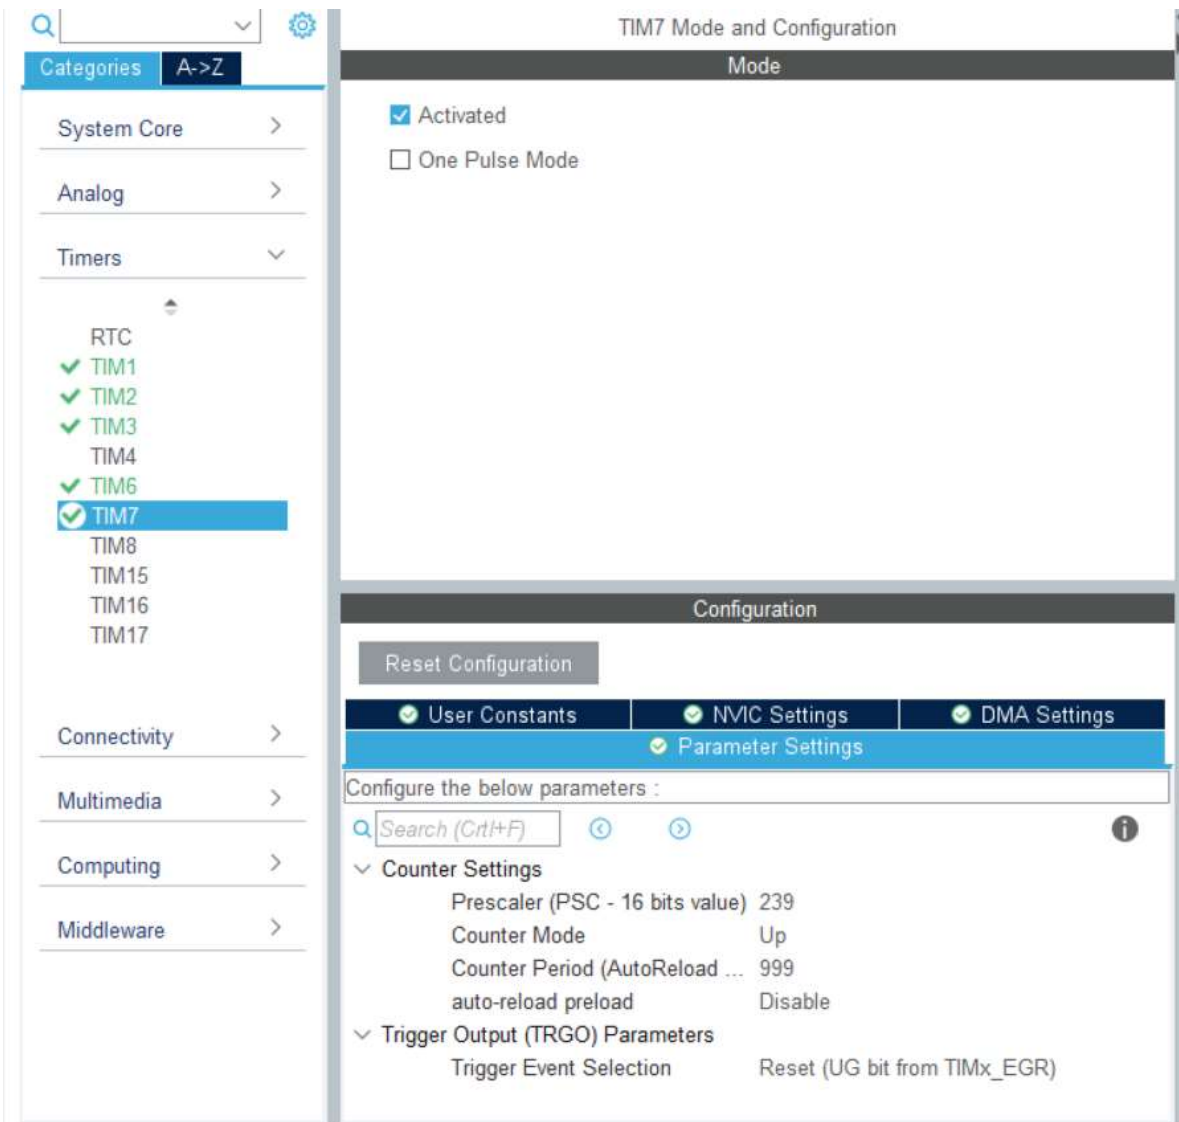 Categories
A->Z
System Core
Analog
Timers
RTC
TIM1
TIM2
TIM3
TIM4
TIM6
TIM7
TIM8
TIM15
TIM16
TIM17
Connectivity
Multimedia
Computing
Middleware
TIM7 Mode and Configuration
Mode
Activated
One Pulse Mode
Configuration
Reset Configuration
User Constants
NVIC Settings
DMA Settings
Parameter Settings
Configure the below parameters :
Search (Crtl+F)
Counter Settings
Prescaler (PSC - 16 bits value) 239
Counter Mode Up
Counter Period (AutoReload ... 999
auto-reload preload Disable
Trigger Output (TRGO) Parameters
Trigger Event Selection Reset (UG bit from TIMx_EGR)